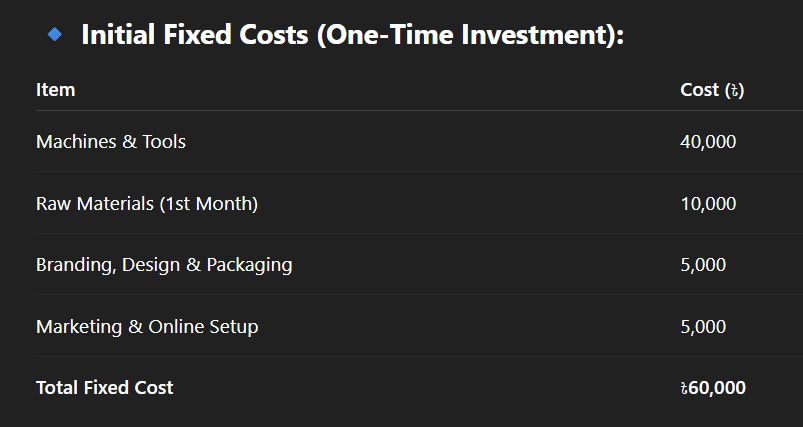 Initial Fixed Costs (One-Time Investment):
Item Cost (৳)
Machines & Tools 40,000
Raw Materials (1st Month) 10,000
Branding, Design & Packaging 5,000
Marketing & Online Setup 5,000
Total Fixed Cost ৳60,000